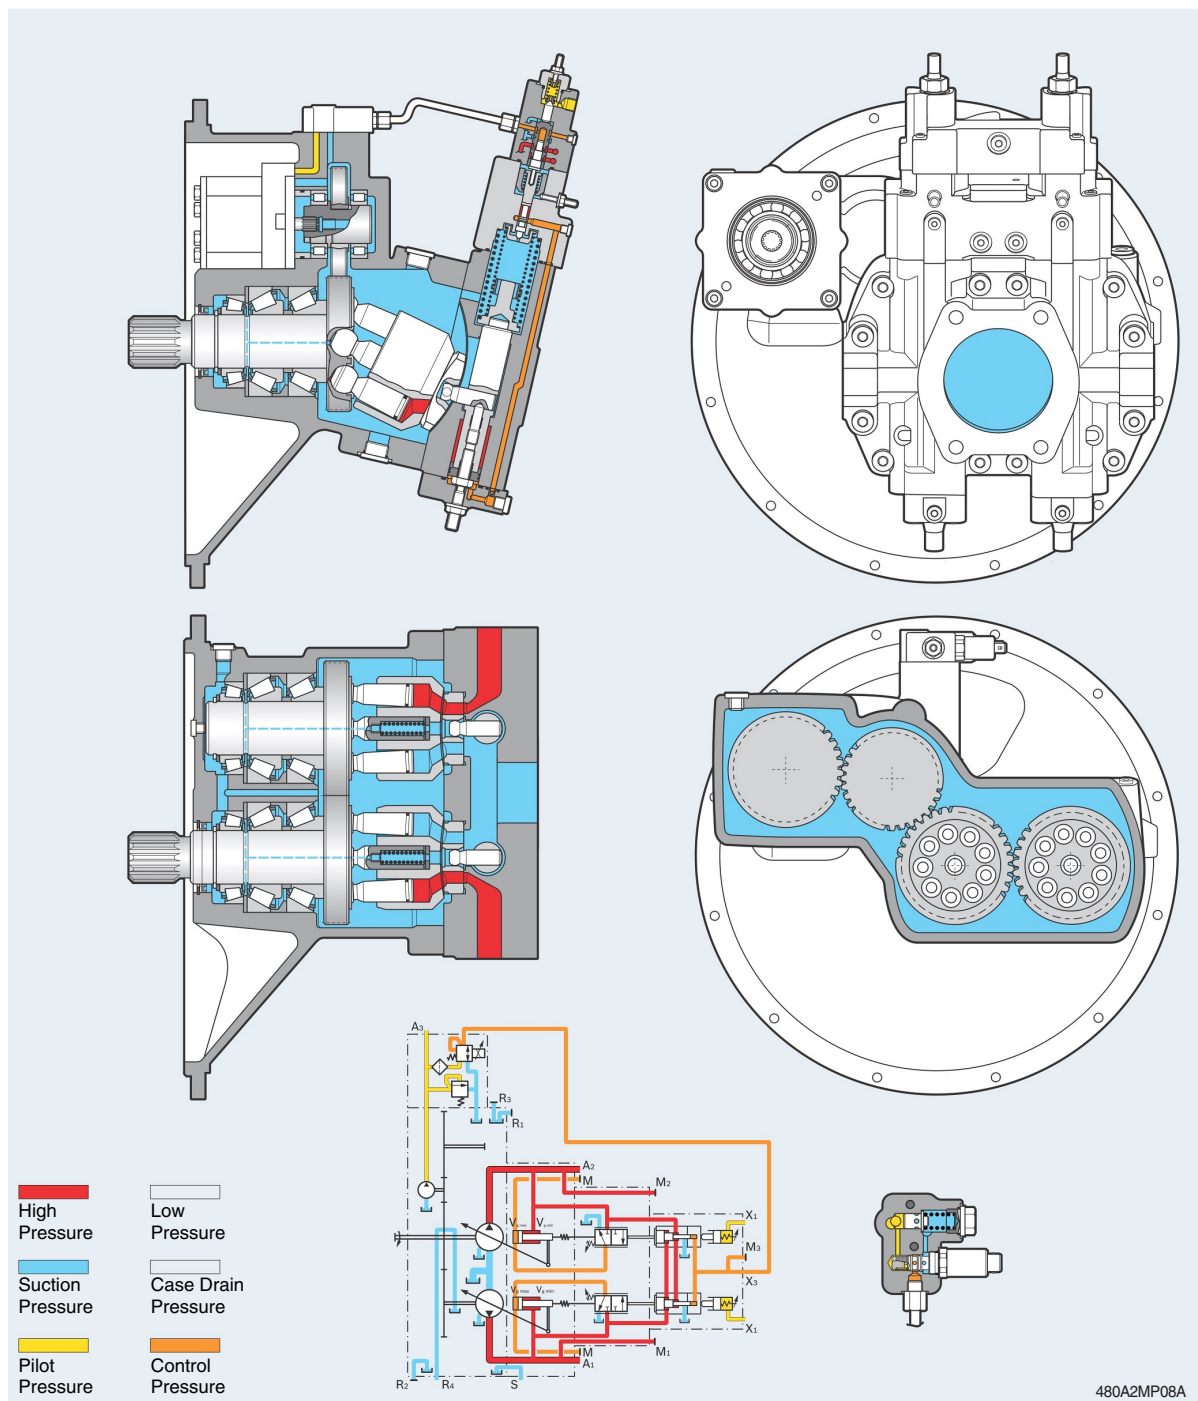 A3
R3
R1
A2
M
M2
Vg max
Vg min
X1
M3
X3
Vg max
Vg min
X1
M
M1
A1
R2
R4
S
High
Pressure
Low
Pressure
Suction
Pressure
Case Drain
Pressure
Pilot
Pressure
Control
Pressure
480A2MP08A